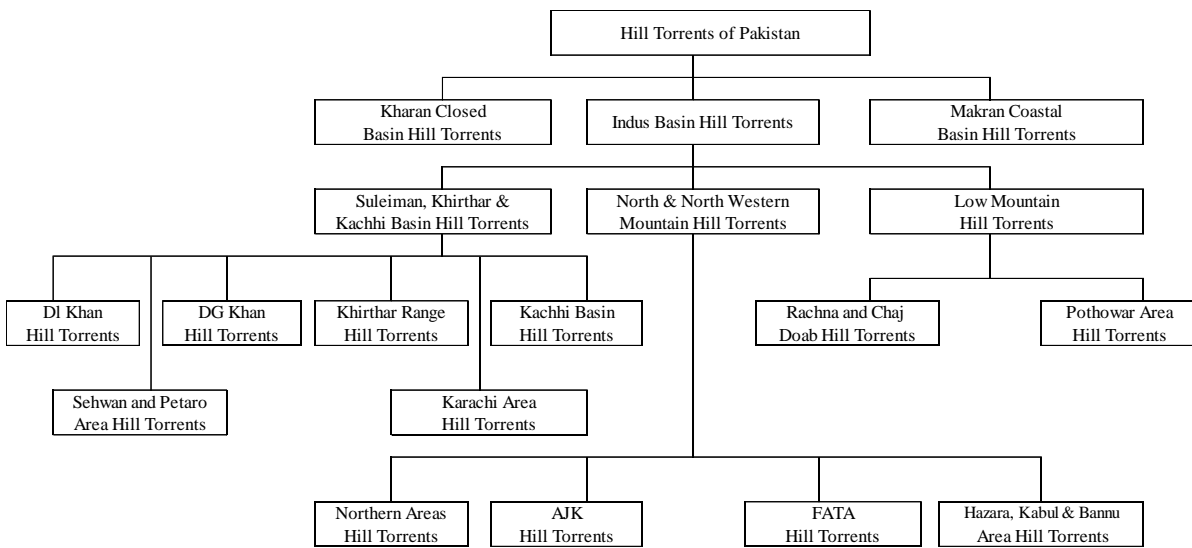 Hill Torrents of Pakistan
Kharan Closed
Basin Hill Torrents
Indus Basin Hill Torrents
Makran Coastal
Basin Hill Torrents
Suleiman, Khirthar &
Kachhi Basin Hill Torrents
North & North Western
Mountain Hill Torrents
Low Mountain
Hill Torrents
Dl Khan
Hill Torrents
DG Khan
Hill Torrents
Khirthar Range
Hill Torrents
Kachhi Basin
Hill Torrents
Rachna and Chaj
Doab Hill Torrents
Pothowar Area
Hill Torrents
Sehwan and Petaro
Area Hill Torrents
Karachi Area
Hill Torrents
Northern Areas
Hill Torrents
AJK
Hill Torrents
FATA
Hill Torrents
Hazara, Kabul & Bannu
Area Hill Torrents